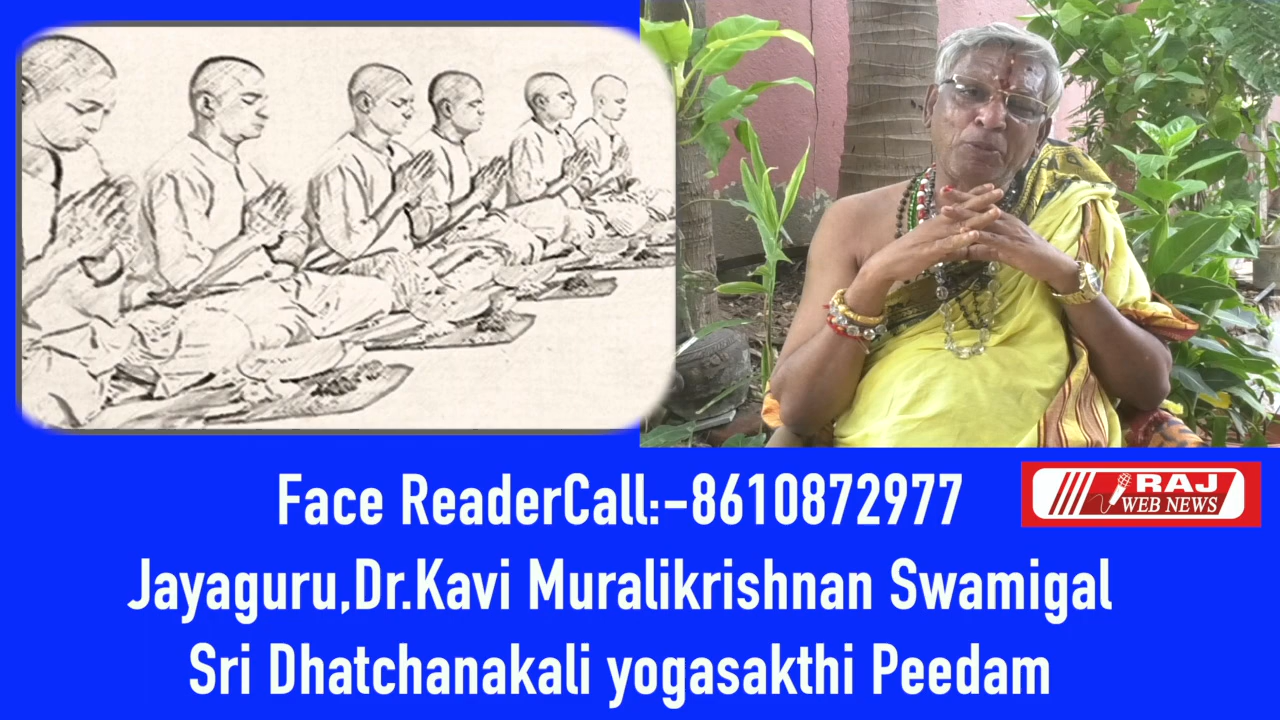 Face ReaderCall:-8610872977
RAJ
WEB NEWS
Jayaguru,Dr.Kavi Muralikrishnan Swamigal
Sri Dhatchanakali yogasakthi Peedam